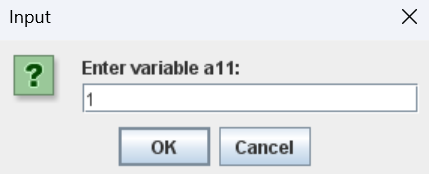 Input
?
Enter variable a11:
1
OK
Cancel